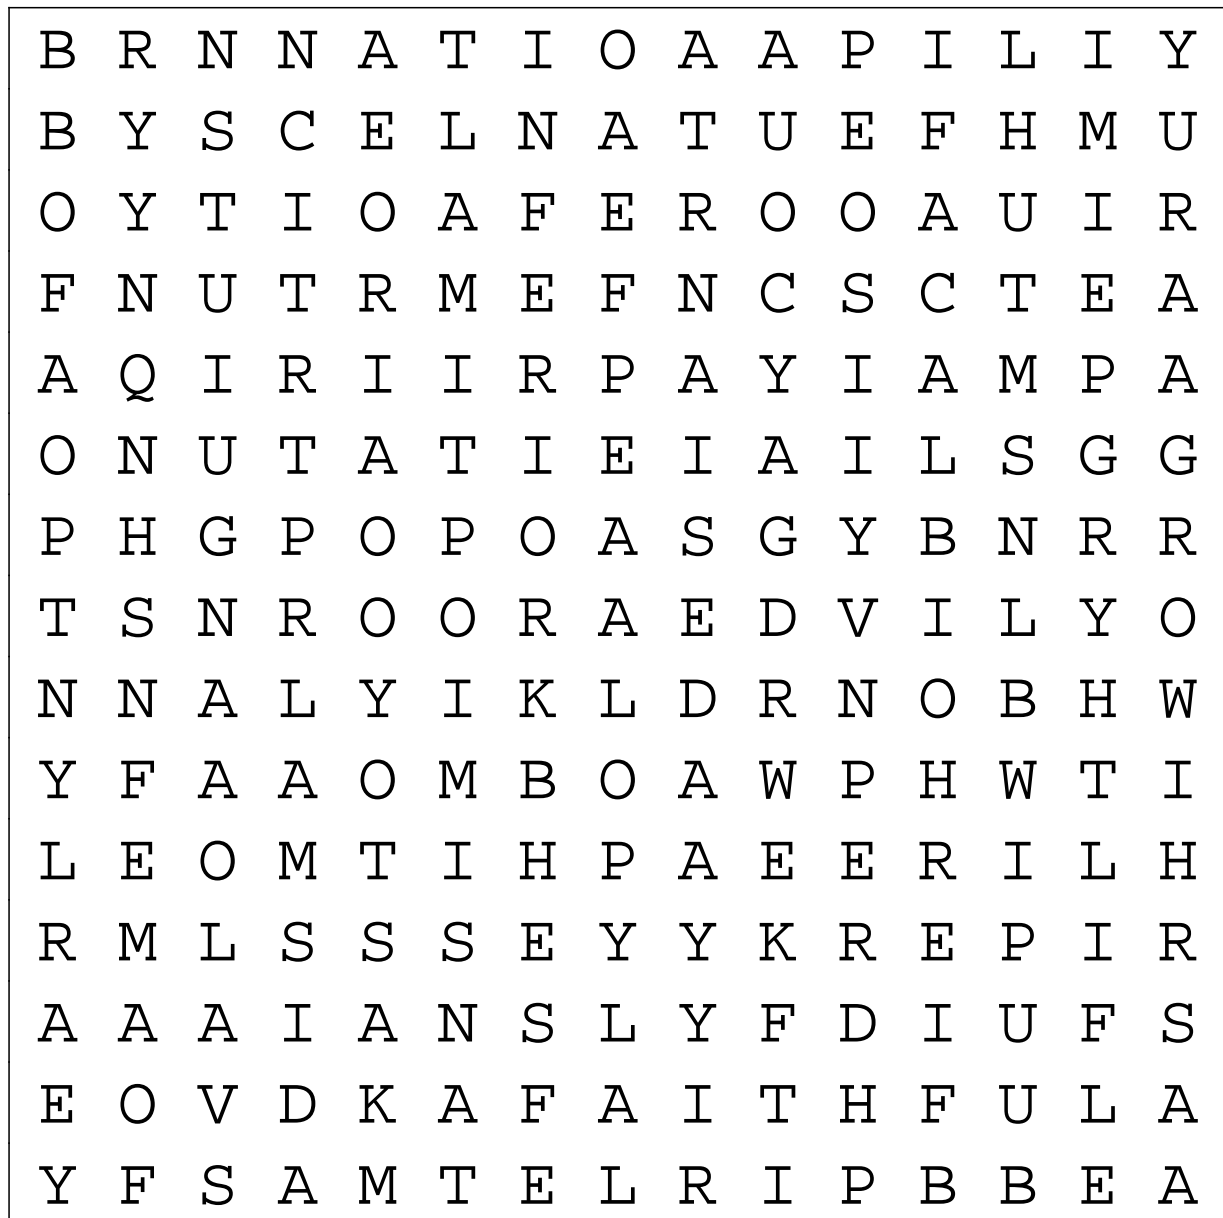 B R N N A T I O A A P I L I Y
B Y S C E L N A T U E F H M U
O Y T I O A F E R O O A U I R
F N U T R M E F N C S C T E A
A Q I R I I R P A Y I A M P A
O N U T A T I E I A I L S G G
P H G P O P O A S G Y B N R R
T S N R O O R A E D V I L Y O
N N A L Y I K L D R N O B H W
Y F A A O M B O A W P H W T I
L E O M T I H P A E E R I L H
R M L S S S E Y Y K R E P I R
A A A I A N S L Y F D I U F S
E O V D K A F A I T H F U L A
Y F S A M T E L R I P B B E A